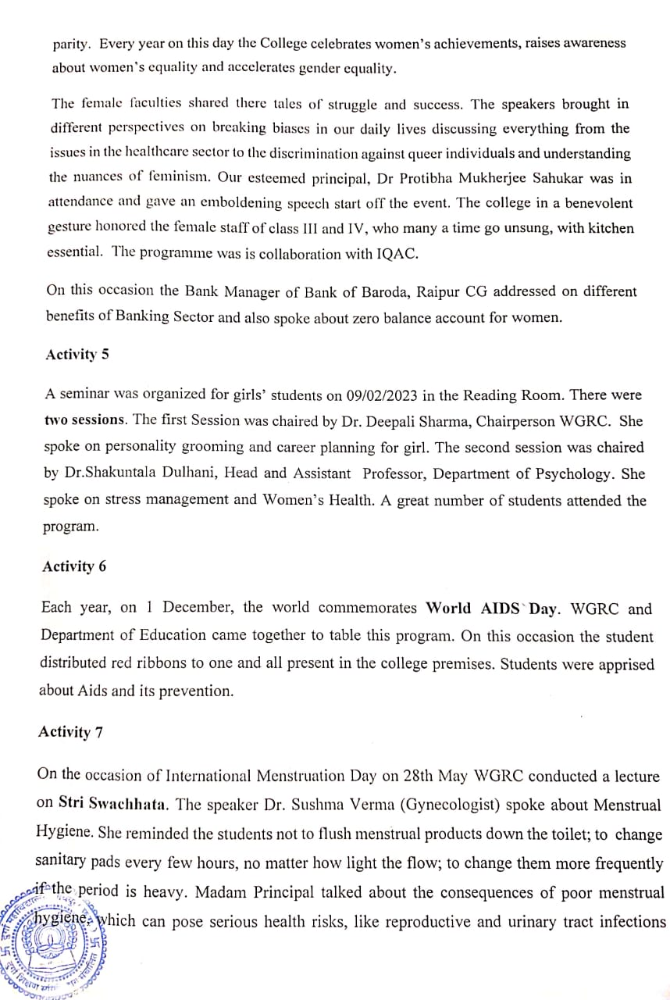 parity. Every year on this day the College celebrates women's achievements, raises awareness
about women's equality and accelerates gender equality.
The female faculties shared there tales of struggle and success. The speakers brought in
different perspectives on breaking biases in our daily lives discussing everything from the
issues in the healthcare sector to the discrimination against queer individuals and understanding
the nuances of feminism. Our esteemed principal, Dr Protibha Mukherjee Sahukar was in
attendance and gave an emboldening speech start off the event. The college in a benevolent
gesture honored the female staff of class III and IV, who many a time go unsung, with kitchen
essential. The programme was is collaboration with IQAC.
On this occasion the Bank Manager of Bank of Baroda, Raipur CG addressed on different
benefits of Banking Sector and also spoke about zero balance account for women.
Activity 5
A seminar was organized for girls' students on 09/02/2023 in the Reading Room. There were
two sessions. The first Session was chaired by Dr. Deepali Sharma, Chairperson WGRC. She
spoke on personality grooming and career planning for girl. The second session was chaired
by Dr.Shakuntala Dulhani, Head and Assistant Professor, Department of Psychology. She
spoke on stress management and Women's Health. A great number of students attended the
program.
Activity 6
Each year, on 1 December, the world commemorates World AIDS Day. WGRC and
Department of Education came together to table this program. On this occasion the student
distributed red ribbons to one and all present in the college premises. Students were apprised
about Aids and its prevention.
Activity 7
On the occasion of International Menstruation Day on 28th May WGRC conducted a lecture
on Stri Swachhata. The speaker Dr. Sushma Verma (Gynecologist) spoke about Menstrual
Hygiene. She reminded the students not to flush menstrual products down the toilet; to change
sanitary pads every few hours, no matter how light the flow; to change them more frequently
if the period is heavy. Madam Principal talked about the consequences of poor menstrual
hygiene, which can pose serious health risks, like reproductive and urinary tract infections